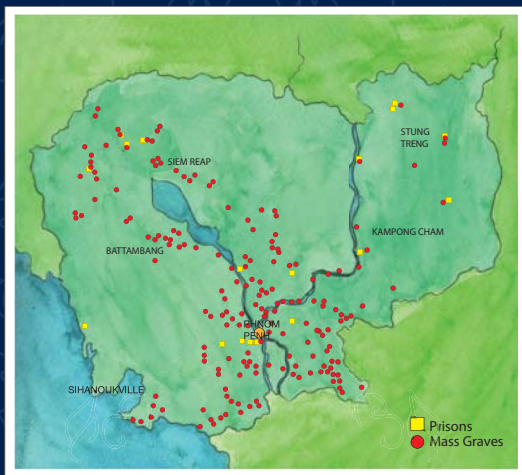 STUNG
TRENG
SIEM REAP
KAMPONG CHAM
BATTAMBANG
PHNOM
PENH
SIHANOUKVILLE
Prisons
Mass Graves